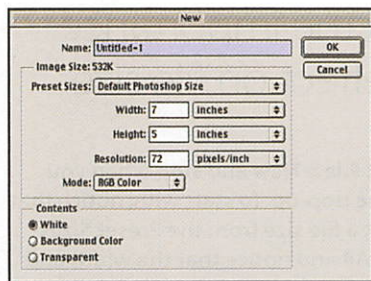 New
Name: Untitled-1
OK
Cancel
Image Size: 532K
Preset Sizes: Default Photoshop Size
Width: 7 inches
Height: 5 inches
Resolution: 72 pixels/inch
Mode: RGB Color
Contents
White
Background Color
Transparent